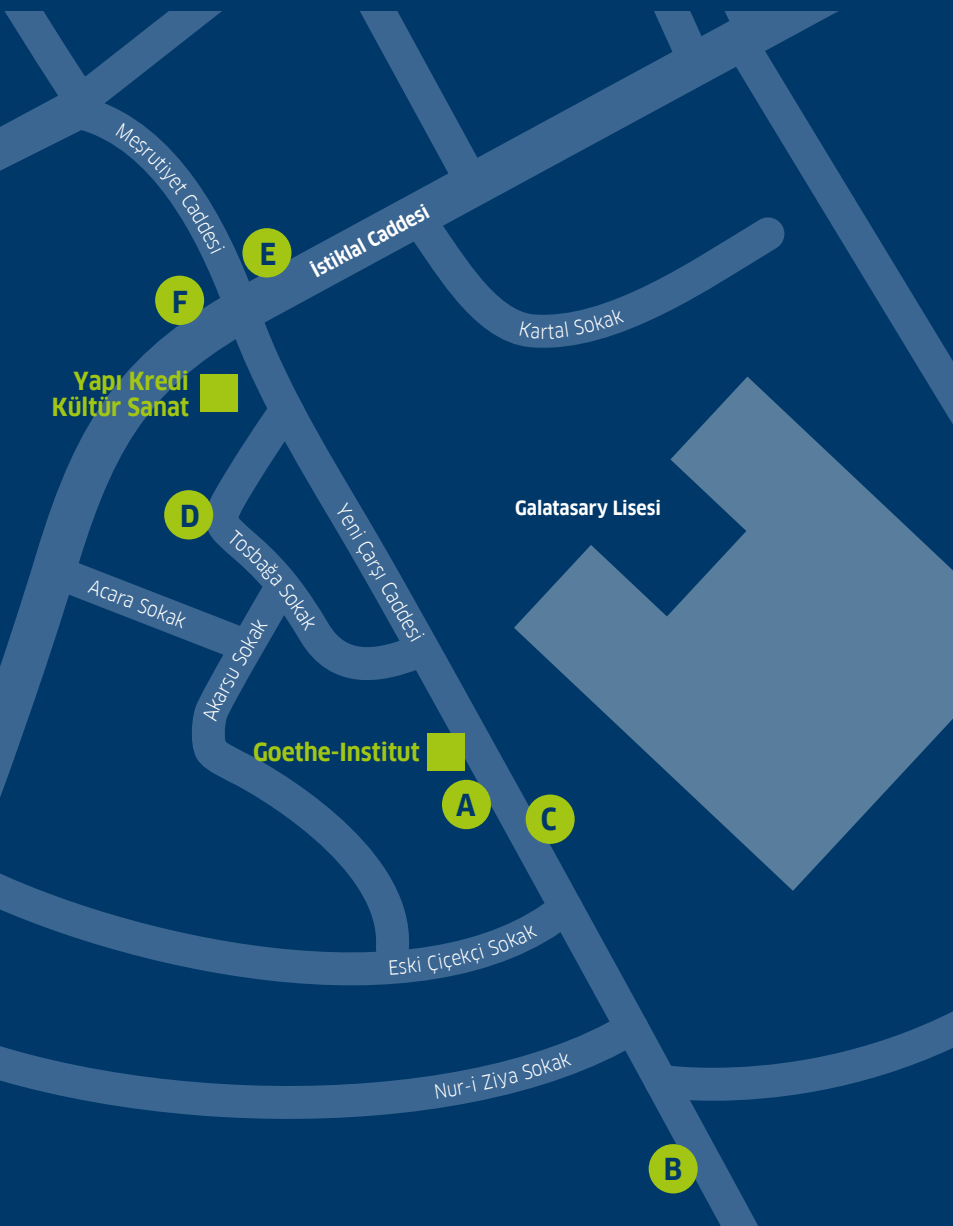 Meşrutiyet Caddesi
E
İstiklal Caddesi
F
Kartal Sokak
Yapı Kredi
Kültür Sanat
Galatasary Lisesi
D
Yeni Çarşı Caddesi
Tosbağa Sokak
Acara Sokak
Akarsu Sokak
Goethe-Institut
A
C
Eski Çiçekçi Sokak
Nur-i Ziya Sokak
B